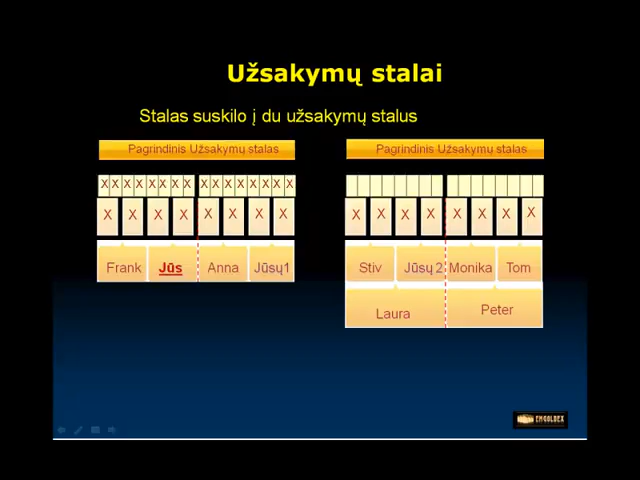 Užsakymų stalai
Stalas suskilo į du užsakymų stalus
Pagrindinis Užsakymų stalas
X X X X X X X X X X X X X X X X
X X X X X X X X
Frank Jūs Anna Jūsų1
Pagrindinis Užsakymų stalas
X X X X X X X X
Stiv Jūsų 2 Monika Tom
Laura Peter
EMGOLDEX